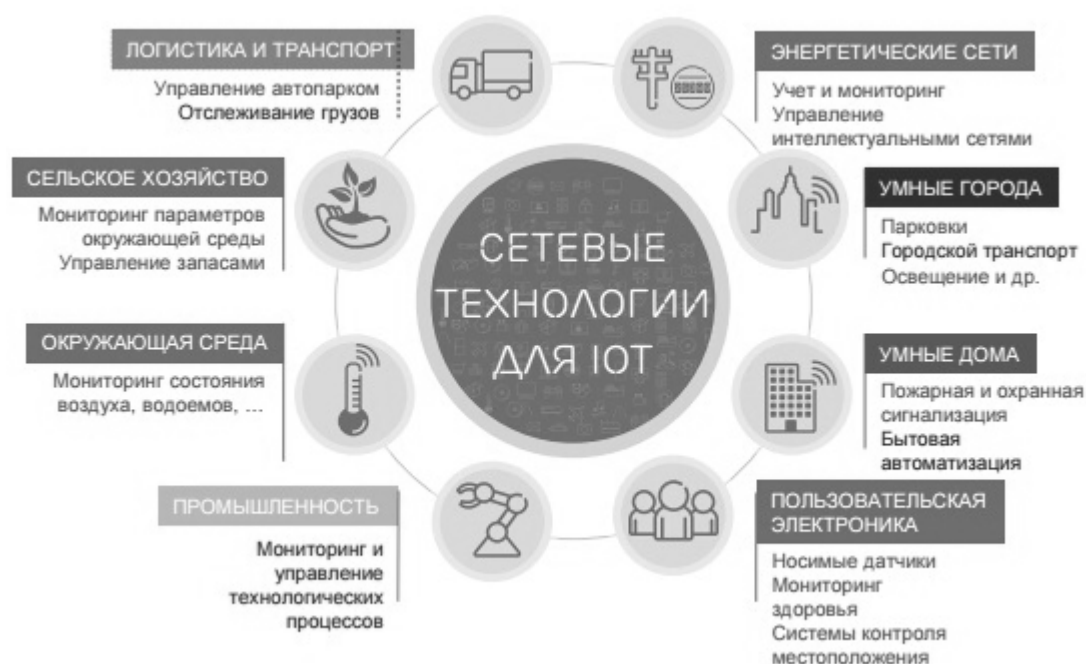 ЛОГИСТИКА И ТРАНСПОРТ
Управление автопарком
Отслеживание грузов
СЕЛЬСКОЕ ХОЗЯЙСТВО
Мониторинг параметров
окружающей среды
Управление запасами
ОКРУЖАЮЩАЯ СРЕДА
Мониторинг состояния
воздуха, водоемов, ...
ПРОМЫШЛЕННОСТЬ
Мониторинг и
управление
технологических
процессов
СЕТЕВЫЕ
ТЕХНОЛОГИИ
ДЛЯ IOT
ЭНЕРГЕТИЧЕСКИЕ СЕТИ
Учет и мониторинг
Управление
интеллектуальными сетями
УМНЫЕ ГОРОДА
Парковки
Городской транспорт
Освещение и др.
УМНЫЕ ДОМА
Пожарная и охранная
сигнализация
Бытовая
автоматизация
ПОЛЬЗОВАТЕЛЬСКАЯ
ЭЛЕКТРОНИКА
Носимые датчики
Мониторинг
здоровья
Системы контроля
местоположения